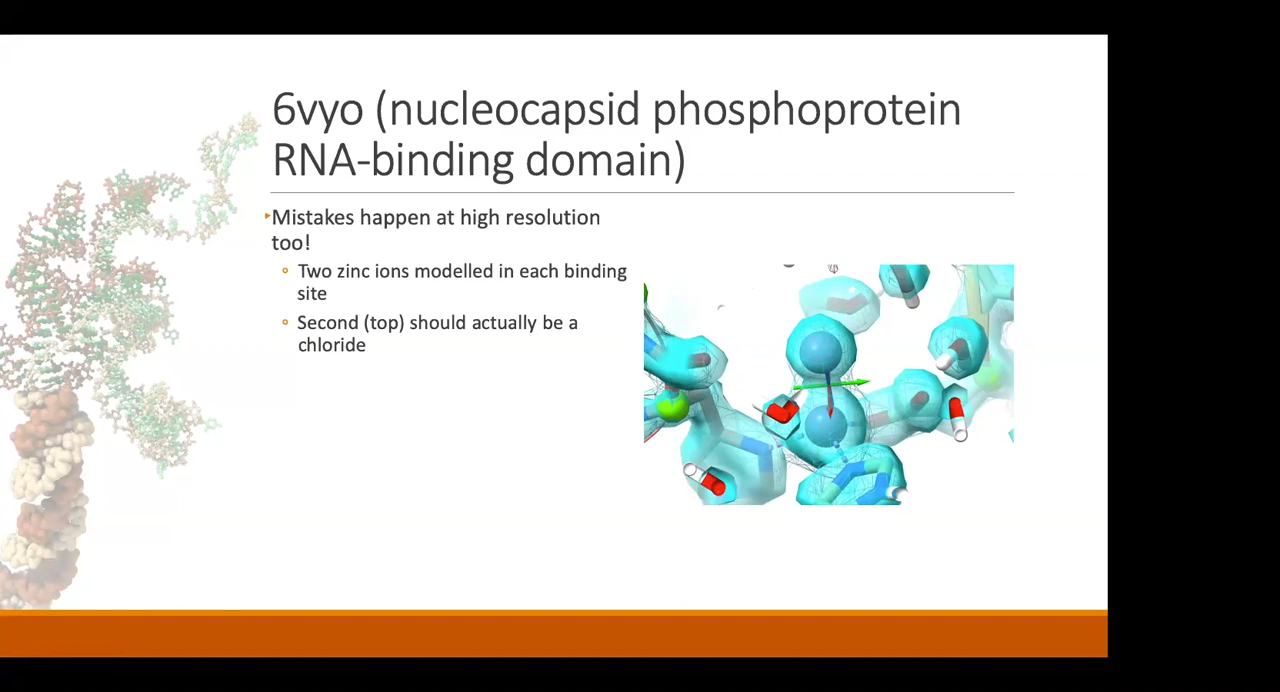 6vyo (nucleocapsid phosphoprotein
RNA-binding domain)
Mistakes happen at high resolution
too!
Two zinc ions modelled in each binding
site
Second (top) should actually be a
chloride